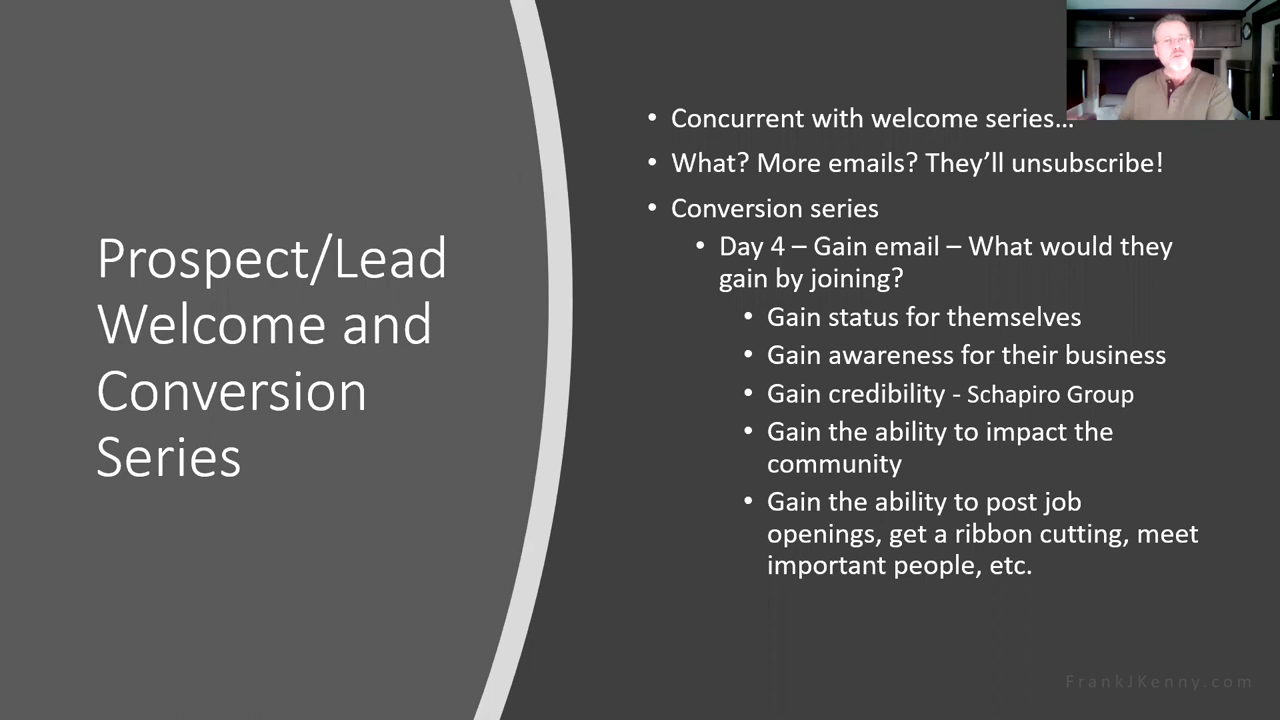 Prospect/Lead
Welcome and
Conversion
Series
• Concurrent with welcome series…
• What? More emails? They’ll unsubscribe!
• Conversion series
• Day 4 – Gain email – What would they
gain by joining?
• Gain status for themselves
• Gain awareness for their business
• Gain credibility - Schapiro Group
• Gain the ability to impact the
community
• Gain the ability to post job
openings, get a ribbon cutting, meet
important people, etc.
FrankJKenny.com